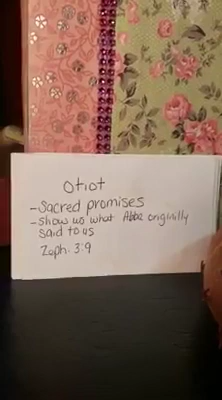 Otiot
- Sacred promises
- Show us what Abba originally
said to us
Zeph. 3:9